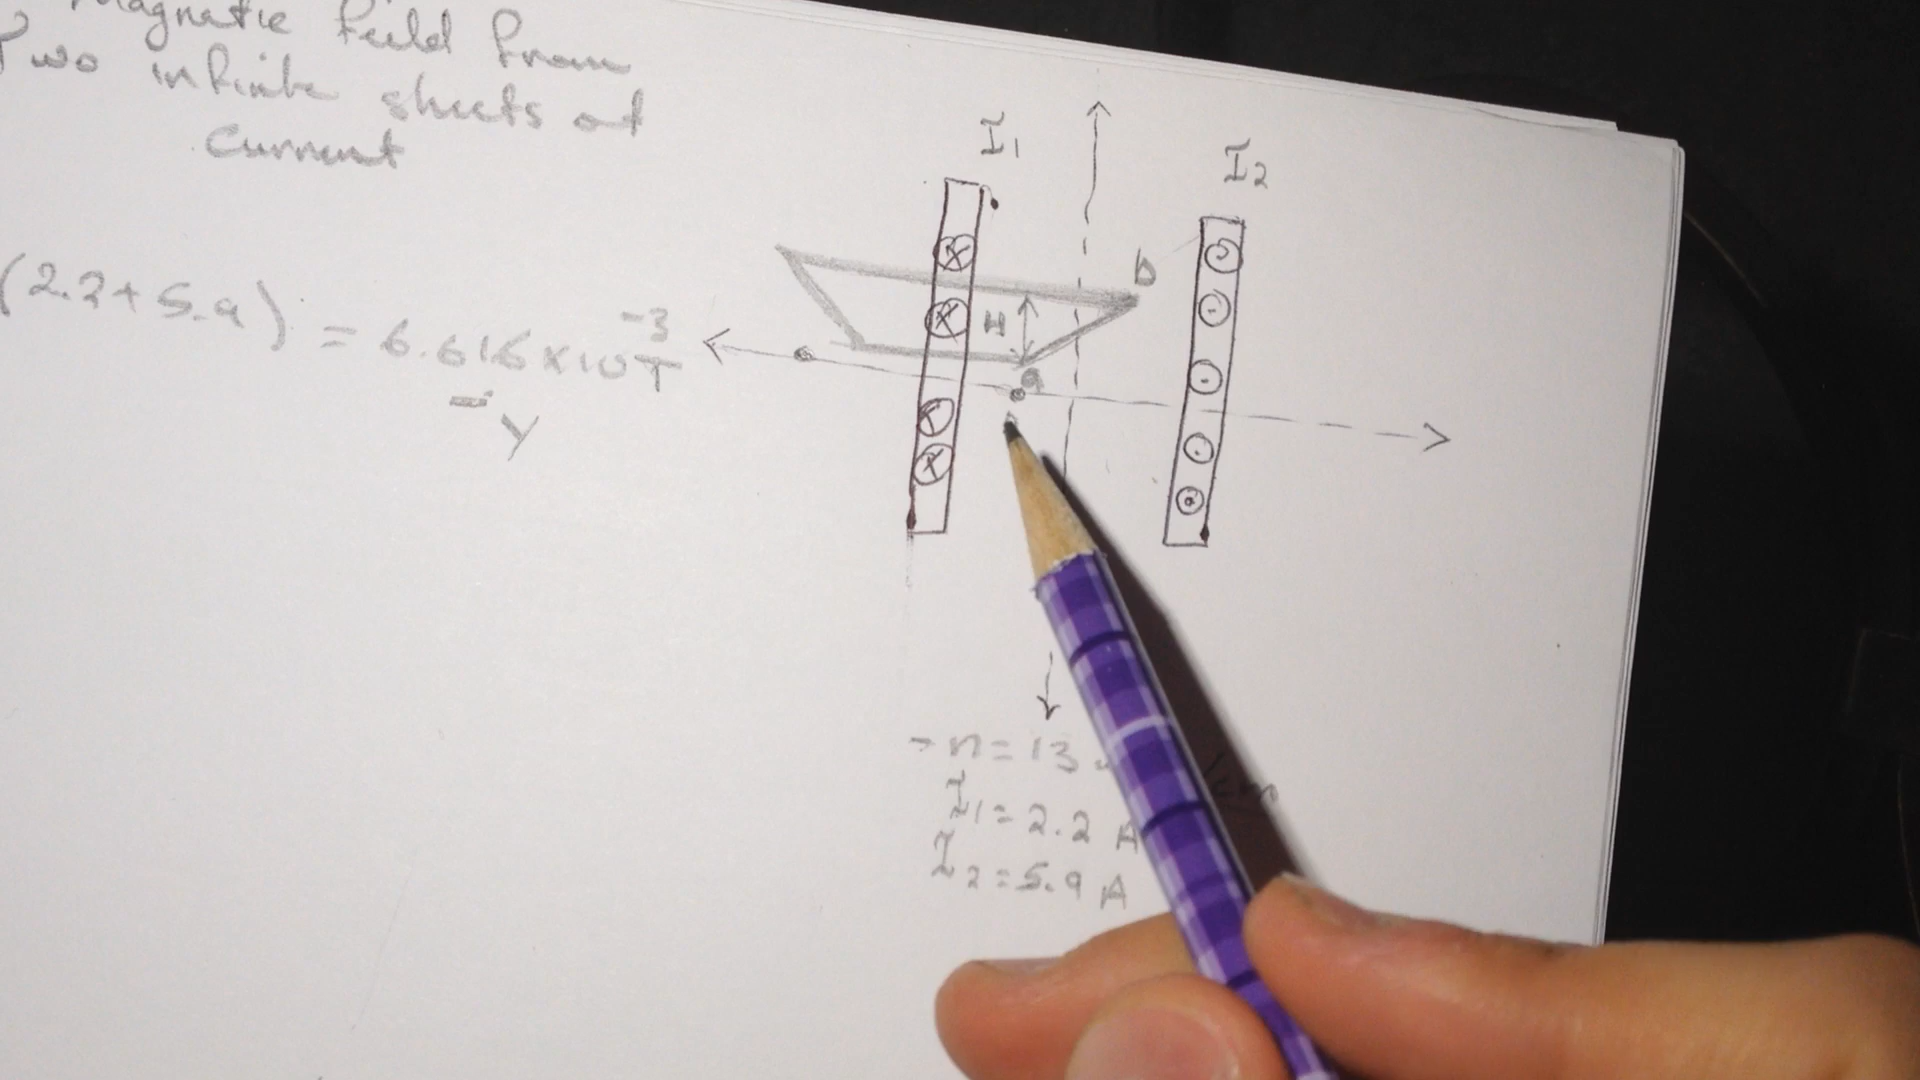 Magnetic field from
Two infinite sheets of
current
(2.2+5.9) = 6.616 x 10 -3 T
- y
I1
I2
b
H
a
- n = 13
I1 = 2.2 A
I2 = 5.9 A